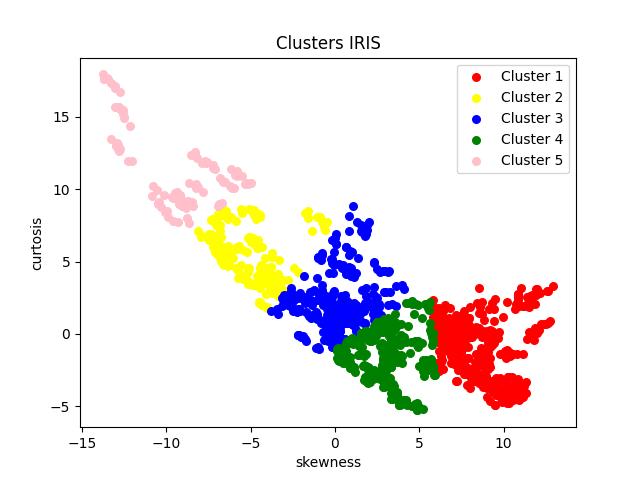 Clusters IRIS
Cluster 1
Cluster 2
Cluster 3
Cluster 4
Cluster 5
curtosis
15
10
5
0
−5
−15
−10
−5
0
5
10
skewness